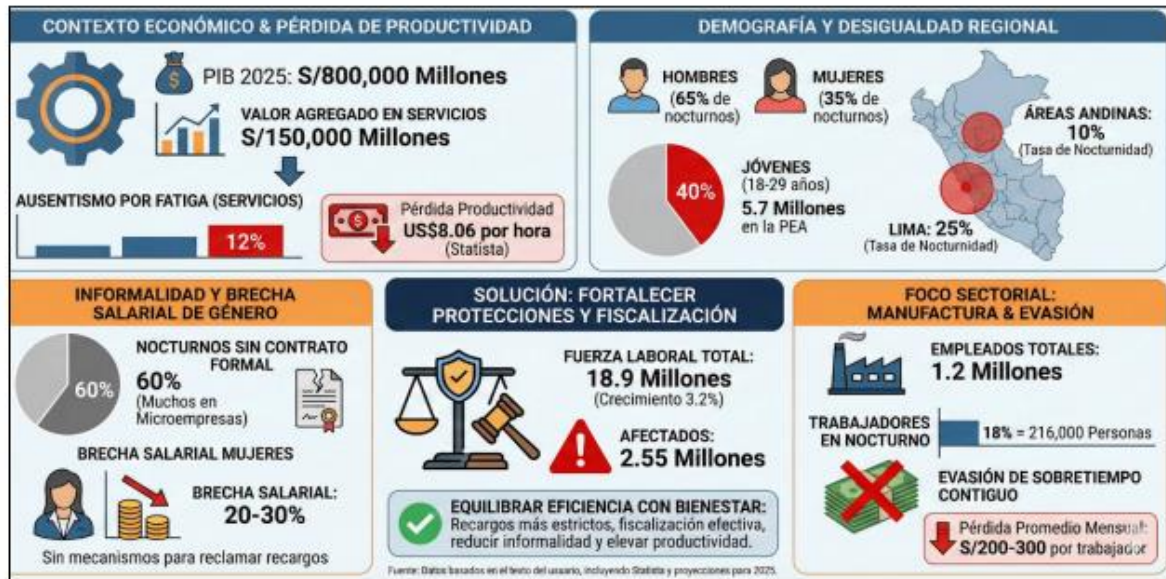 CONTEXTO ECONÓMICO & PÉRDIDA DE PRODUCTIVIDAD
PIB 2025: S/800,000 Millones
VALOR AGREGADO EN SERVICIOS
S/150,000 Millones
AUSENTISMO POR FATIGA (SERVICIOS)
12%
Pérdida Productividad
US$8.06 por hora
(Statista)
DEMOGRAFÍA Y DESIGUALDAD REGIONAL
HOMBRES
(65% de
nocturnos)
MUJERES
(35% de
nocturnos)
40%
JÓVENES
(18-29 años)
5.7 Millones
en la PEA
ÁREAS ANDINAS:
10%
(Tasa de Nocturnidad)
LIMA: 25%
(Tasa de Nocturnidad)
INFORMALIDAD Y BRECHA
SALARIAL DE GÉNERO
60%
NOCTURNOS SIN CONTRATO
FORMAL
60%
(Muchos en
Microempresas)
BRECHA SALARIAL MUJERES
BRECHA SALARIAL:
20-30%
Sin mecanismos para reclamar recargos
SOLUCIÓN: FORTALECER
PROTECCIONES Y FISCALIZACIÓN
FUERZA LABORAL TOTAL:
18.9 Millones
(Crecimiento 3.2%)
AFECTADOS:
2.55 Millones
EQUILIBRAR EFICIENCIA CON BIENESTAR:
Recargos más estrictos, fiscalización efectiva,
reducir informalidad y elevar productividad.
Fuente: Datos basados en el texto del usuario, incluyendo Statista y proyecciones para 2025.
FOCO SECTORIAL:
MANUFACTURA & EVASIÓN
EMPLEADOS TOTALES:
1.2 Millones
TRABAJADORES
EN NOCTURNO
18% = 216,000 Personas
EVASIÓN DE SOBRETIEMPO
CONTIGUO
Pérdida Promedio Mensual:
S/200-300 por trabajador